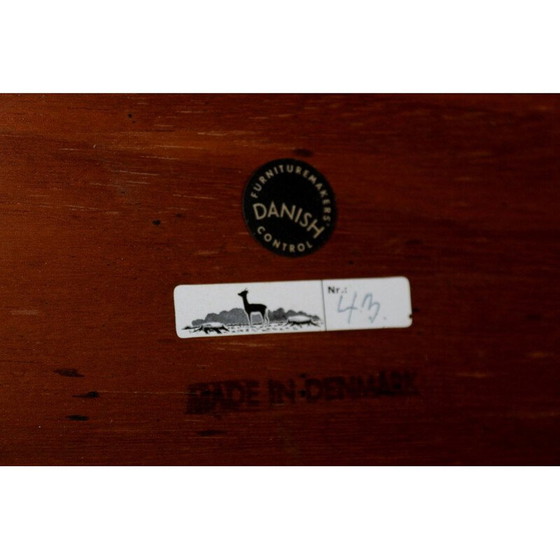 FURNITUREMAKERS'
DANISH
CONTROL
Nr.:
43.
MADE IN DENMARK